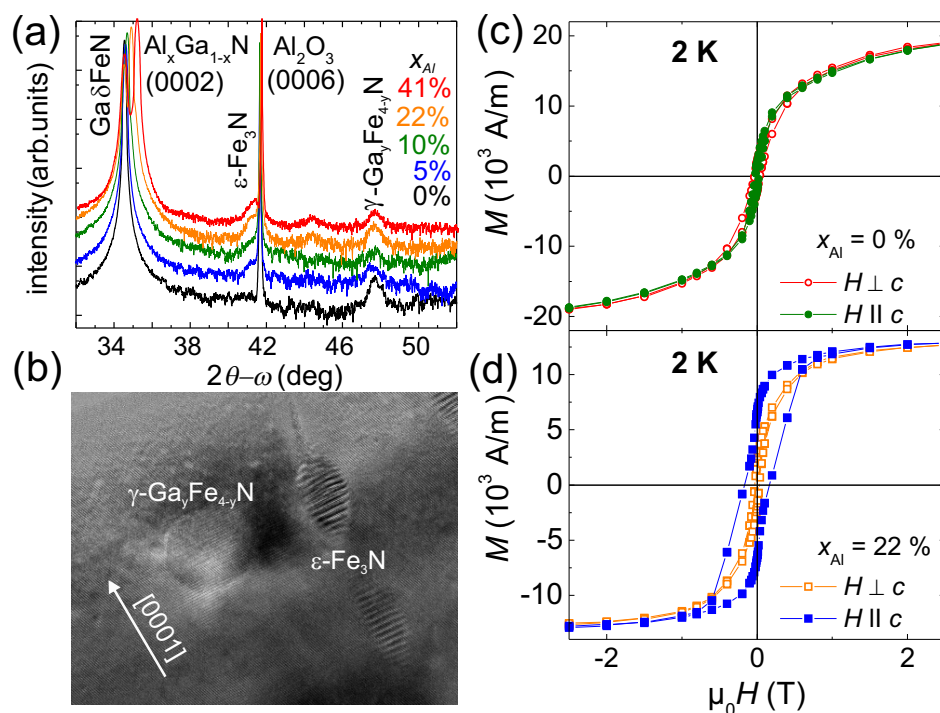 (a)
intensity (arb.units)
GaδFeN
AlxGa1-xN
(0002)
Al2O3
(0006)
ε-Fe3N
γ-GayFe4-yN
xAl
41%
22%
10%
5%
0%
34 38 42 46 50
2θ–ω (deg)
(b)
γ-GayFe4-yN
ε-Fe3N
[0001]
(c)
2 K
M (10³ A/m)
20
10
0
-10
-20
xAl = 0 %
H ⊥ c
H II c
(d)
2 K
M (10³ A/m)
10
5
0
-5
-10
xAl = 22 %
H ⊥ c
H II c
-2 0 2
μ0H (T)